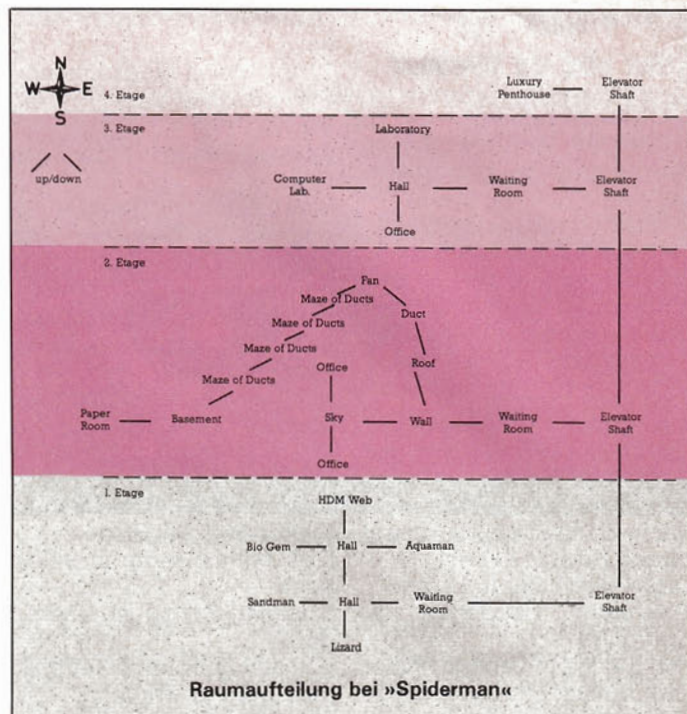 N
W E
S
4. Etage
Luxury
Penthouse
Elevator
Shaft
3. Etage
up/down
Laboratory
Computer
Lab.
Hall
Waiting
Room
Elevator
Shaft
Office
2. Etage
Fan
Maze of Ducts
Duct
Maze of Ducts
Maze of Ducts
Roof
Office
Maze of Ducts
Paper
Room
Basement
Sky
Wall
Waiting
Room
Elevator
Shaft
Office
1. Etage
HDM Web
Bio Gem
Hall
Aquaman
Sandman
Hall
Waiting
Room
Elevator
Shaft
Lizard
Raumaufteilung bei »Spiderman«